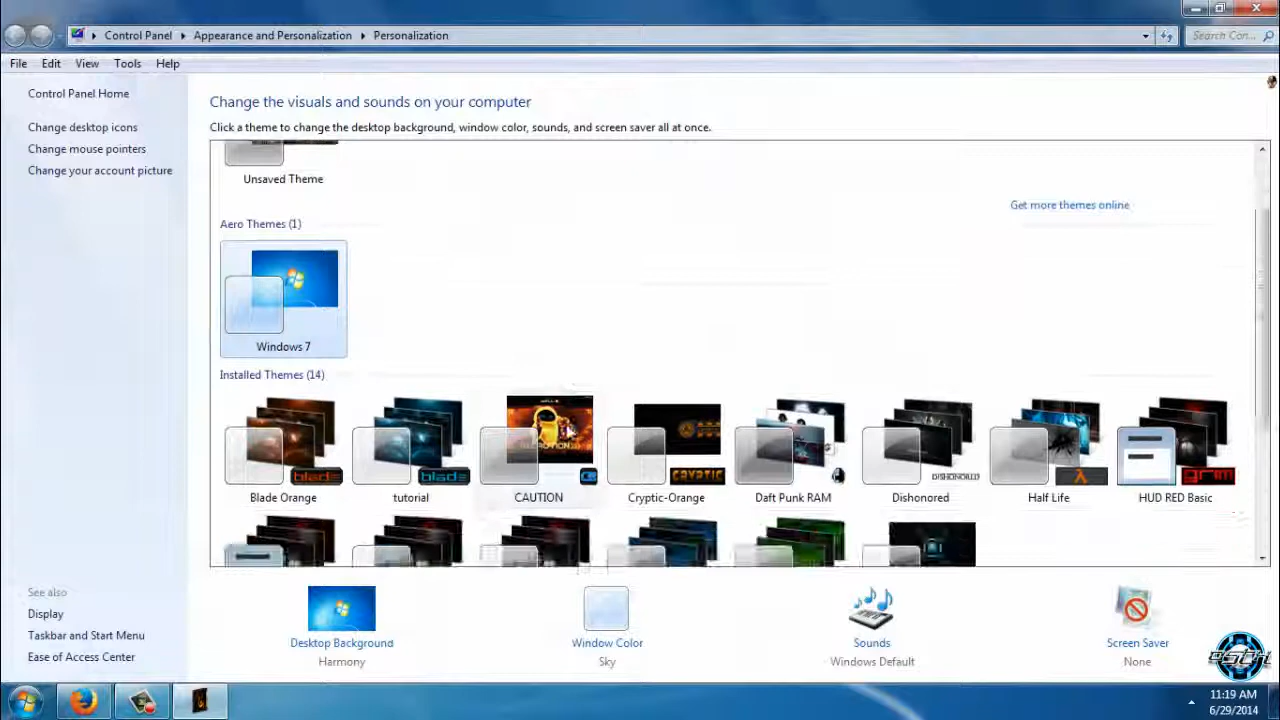 Control Panel Appearance and Personalization Personalization
Search Con...
File Edit View Tools Help
Control Panel Home
Change desktop icons
Change mouse pointers
Change your account picture
See also
Display
Taskbar and Start Menu
Ease of Access Center
Change the visuals and sounds on your computer
Click a theme to change the desktop background, window color, sounds, and screen saver all at once.
Unsaved Theme
Get more themes online
Aero Themes (1)
Windows 7
Installed Themes (14)
blade
blade
CRYPTIC
DISHONORED
Blade Orange tutorial CAUTION Cryptic-Orange Daft Punk RAM Dishonored Half Life HUD RED Basic
Desktop Background Window Color Sounds Screen Saver
Harmony Sky Windows Default None
11:19 AM
6/29/2014